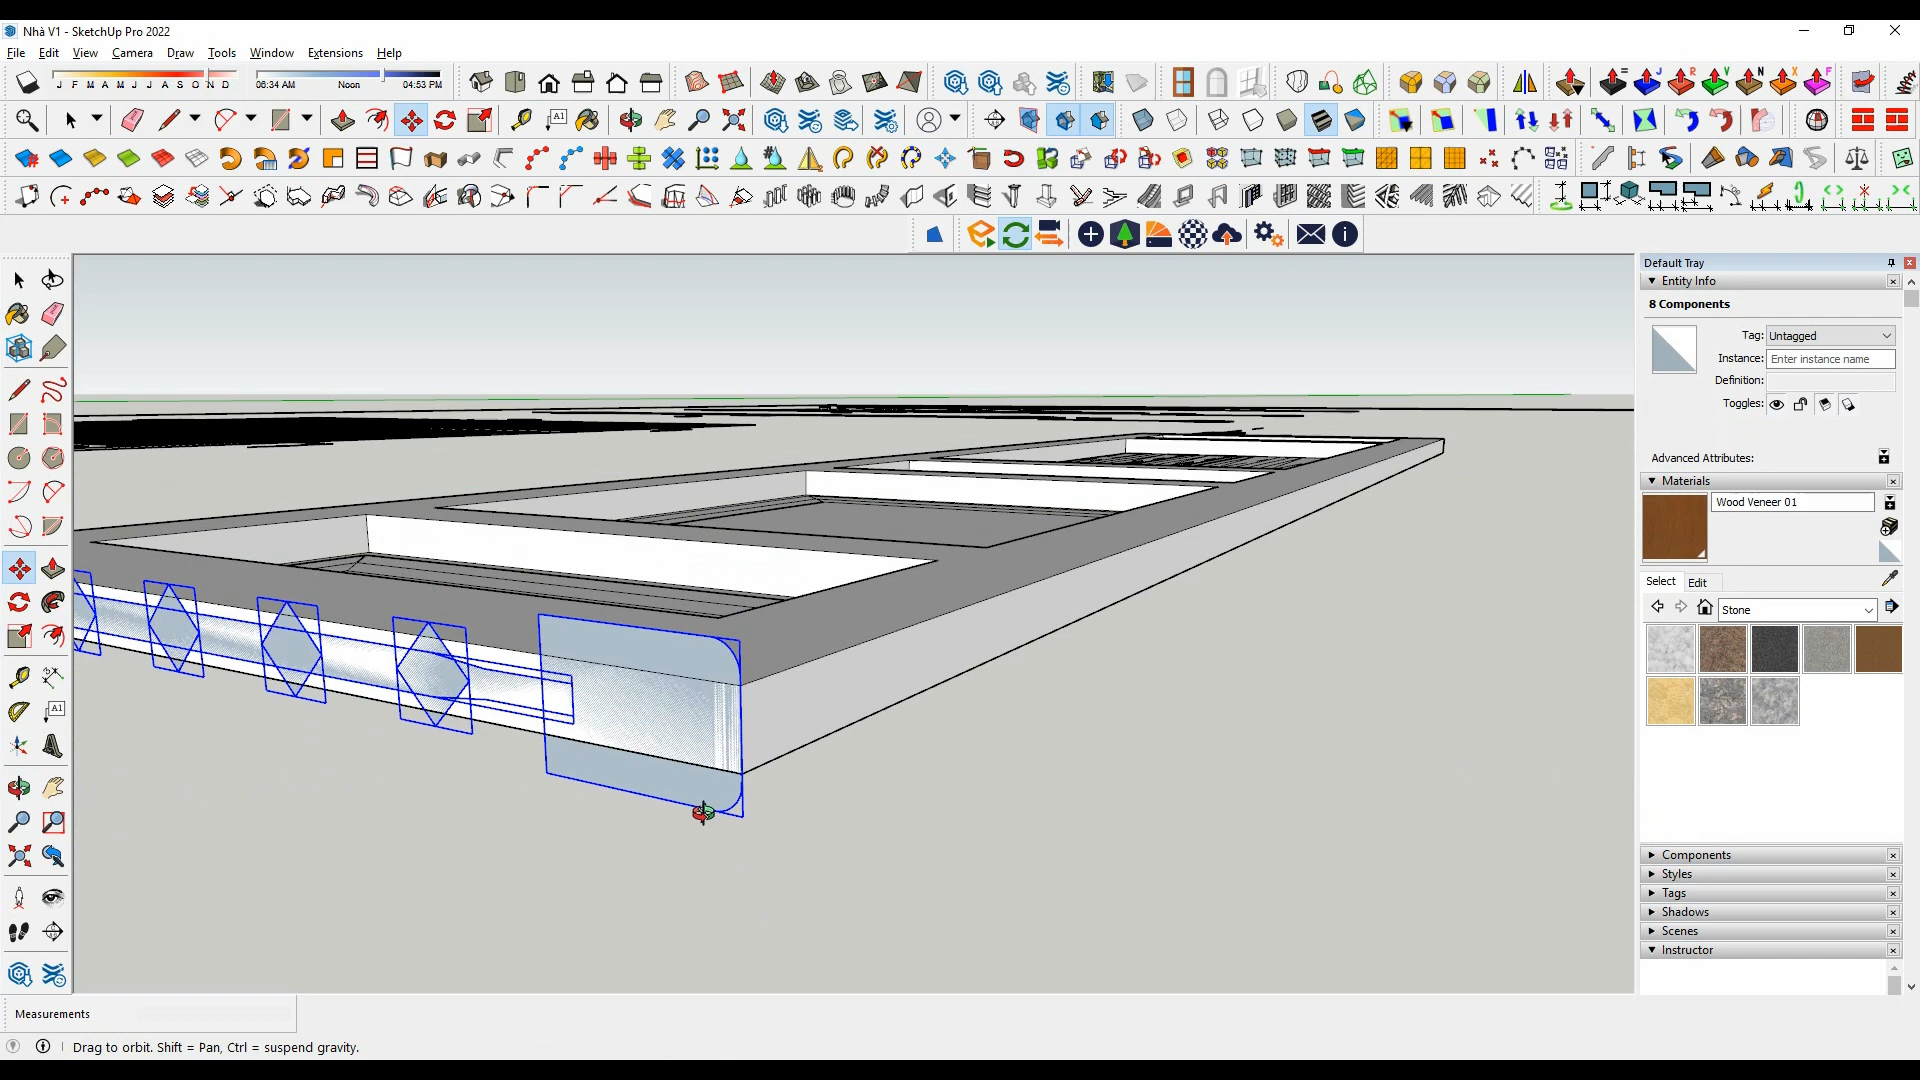 Nhà V1 - SketchUp Pro 2022
File Edit View Camera Draw Tools Window Extensions Help
J F M A M J J A S O N D 06:34 AM Noon 04:53 PM
Default Tray
Entity Info
8 Components
Tag: Untagged
Instance: Enter instance name
Definition:
Toggles:
Advanced Attributes:
Materials
Wood Veneer 01
Select Edit
Stone
Components
Styles
Tags
Shadows
Scenes
Instructor
Measurements
Drag to orbit. Shift = Pan, Ctrl = suspend gravity.